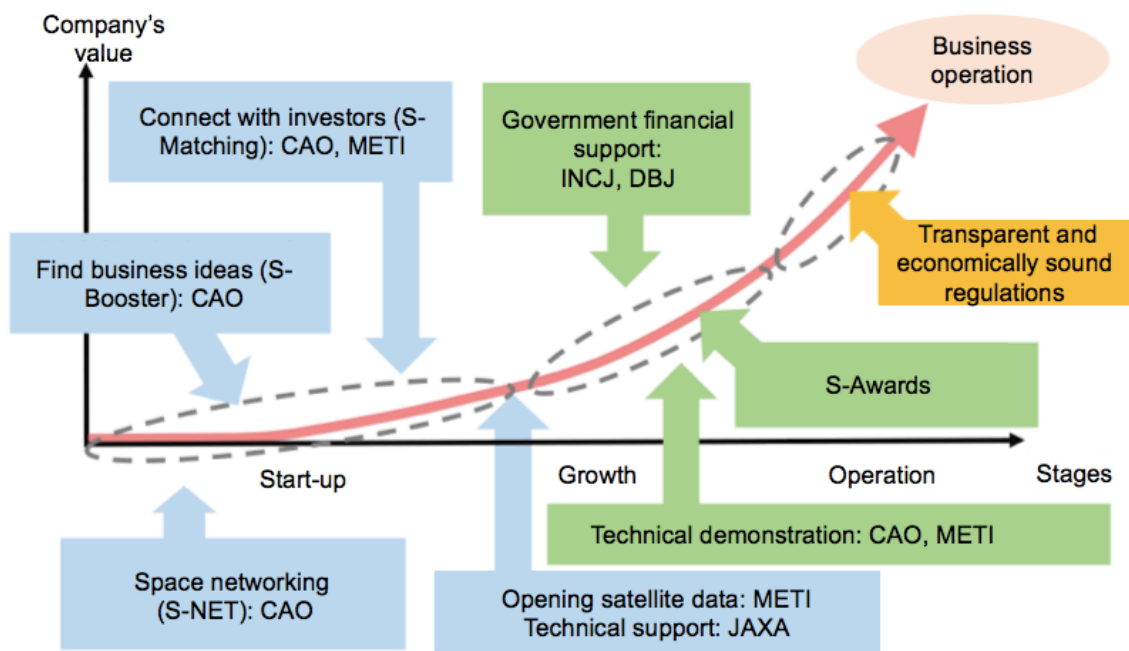 Company's
value
Business
operation
Connect with investors (S-
Matching): CAO, METI
Government financial
support:
INCJ, DBJ
Find business ideas (S-
Booster): CAO
Transparent and
economically sound
regulations
S-Awards
Start-up
Growth
Operation
Stages
Technical demonstration: CAO, METI
Space networking
(S-NET): CAO
Opening satellite data: METI
Technical support: JAXA